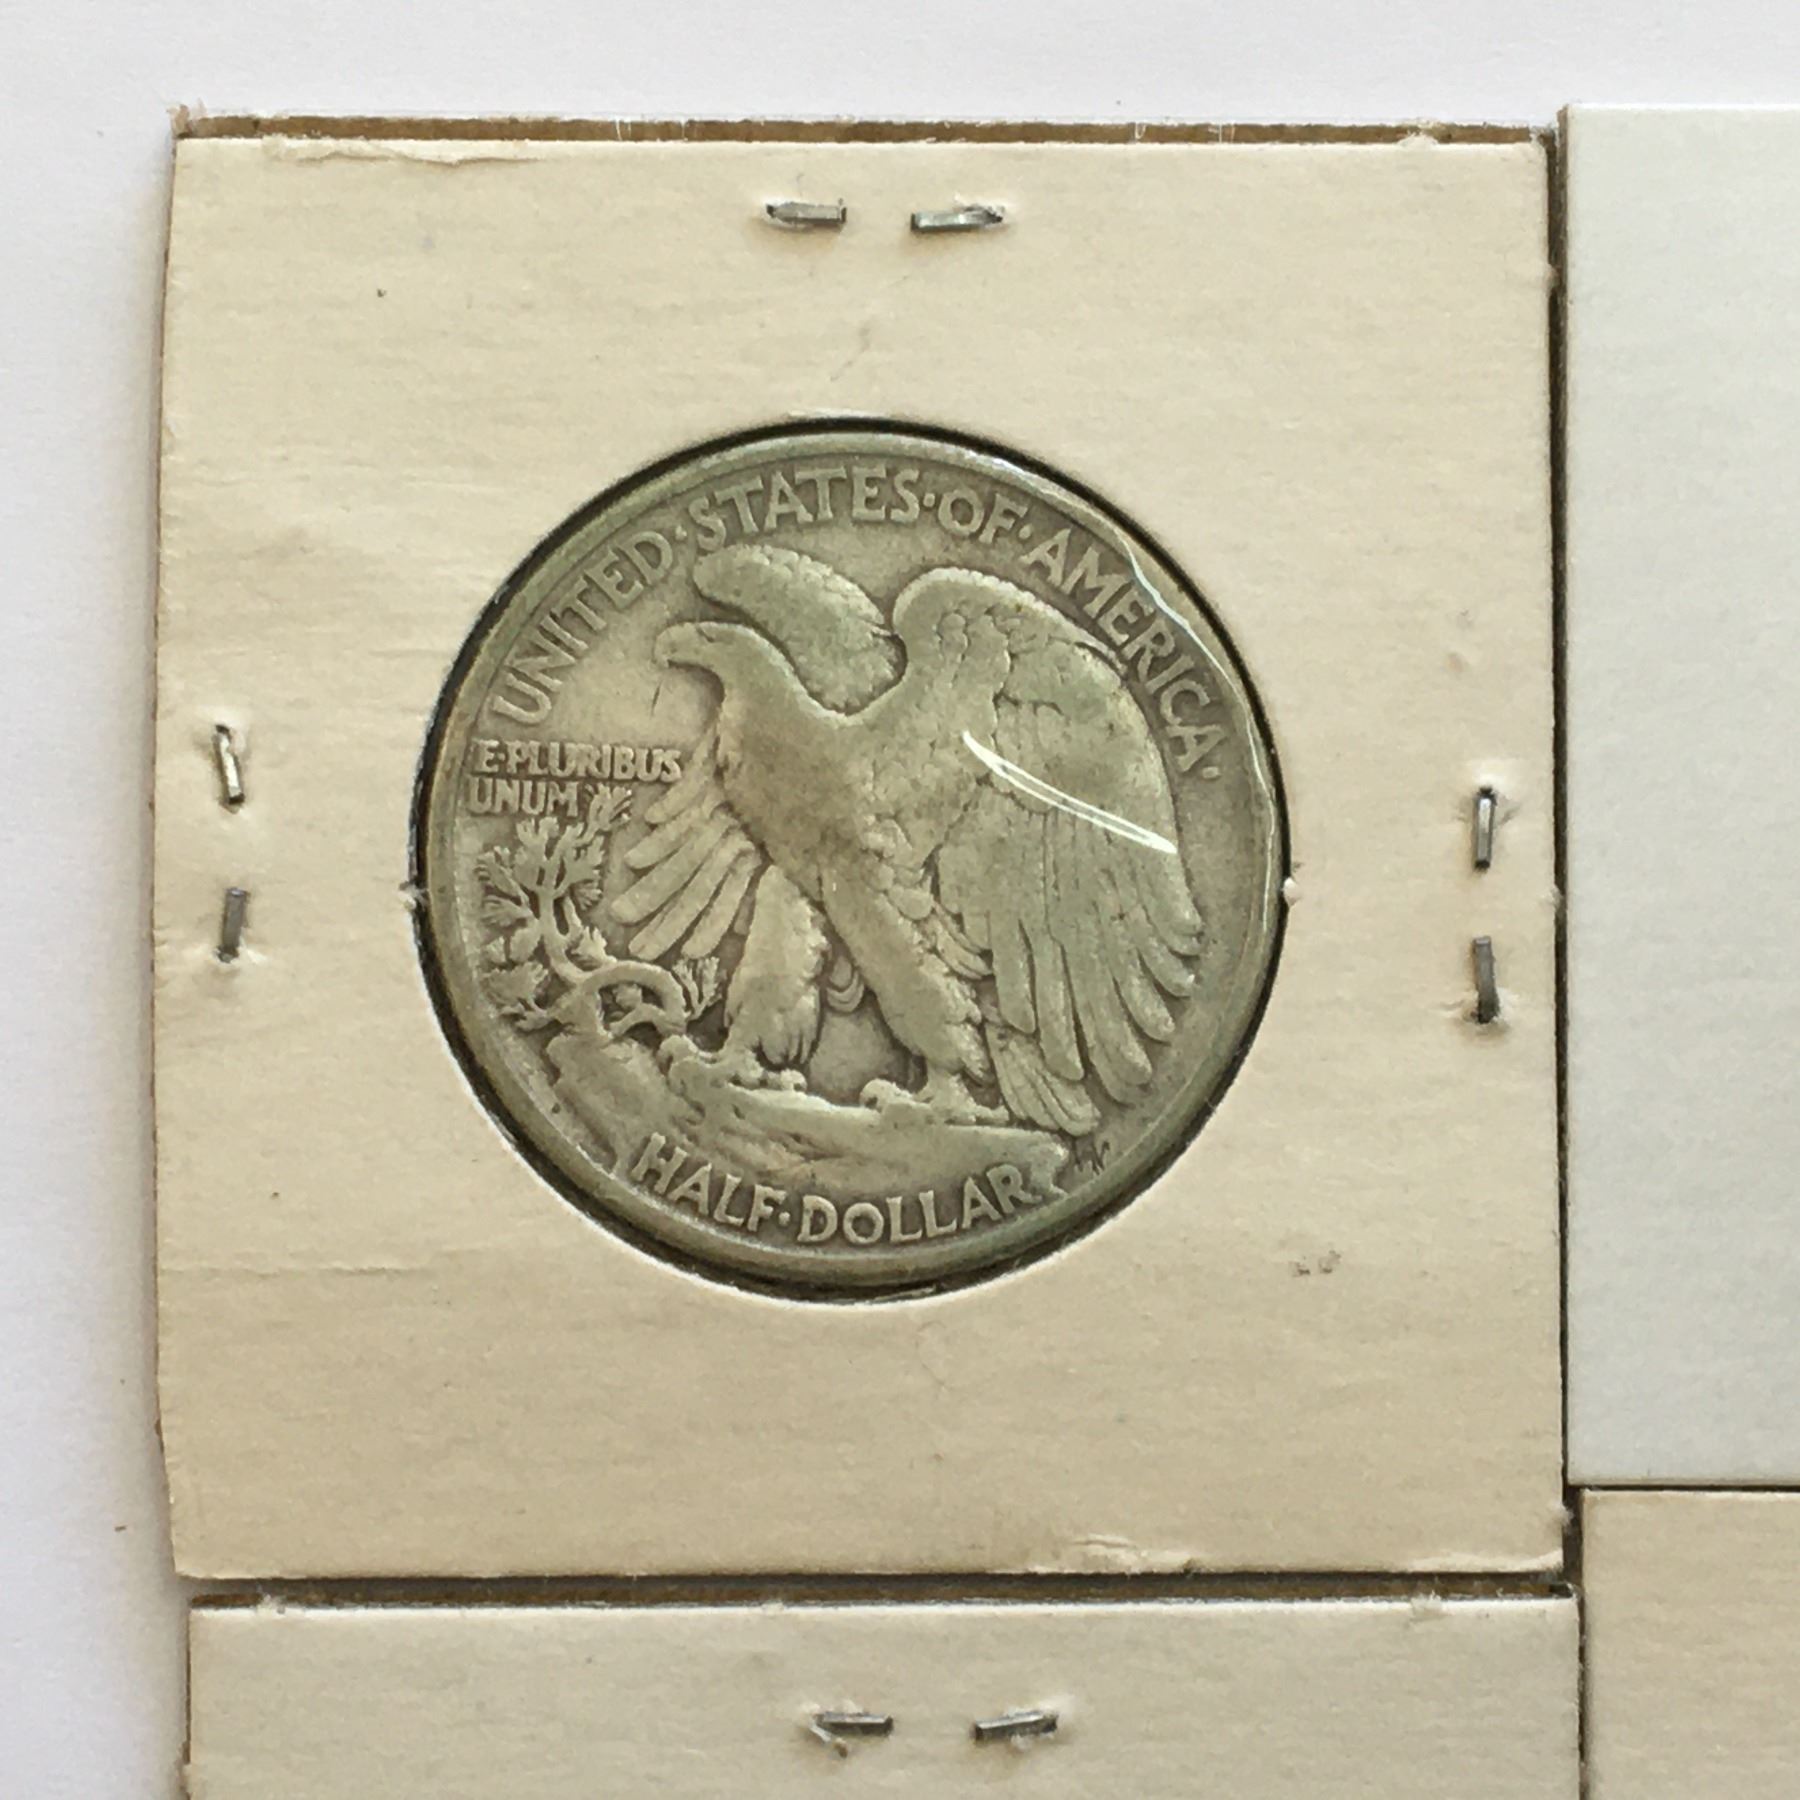 UNITED·STATES·OF·AMERICA·
E·PLURIBUS
UNUM
HALF·DOLLAR